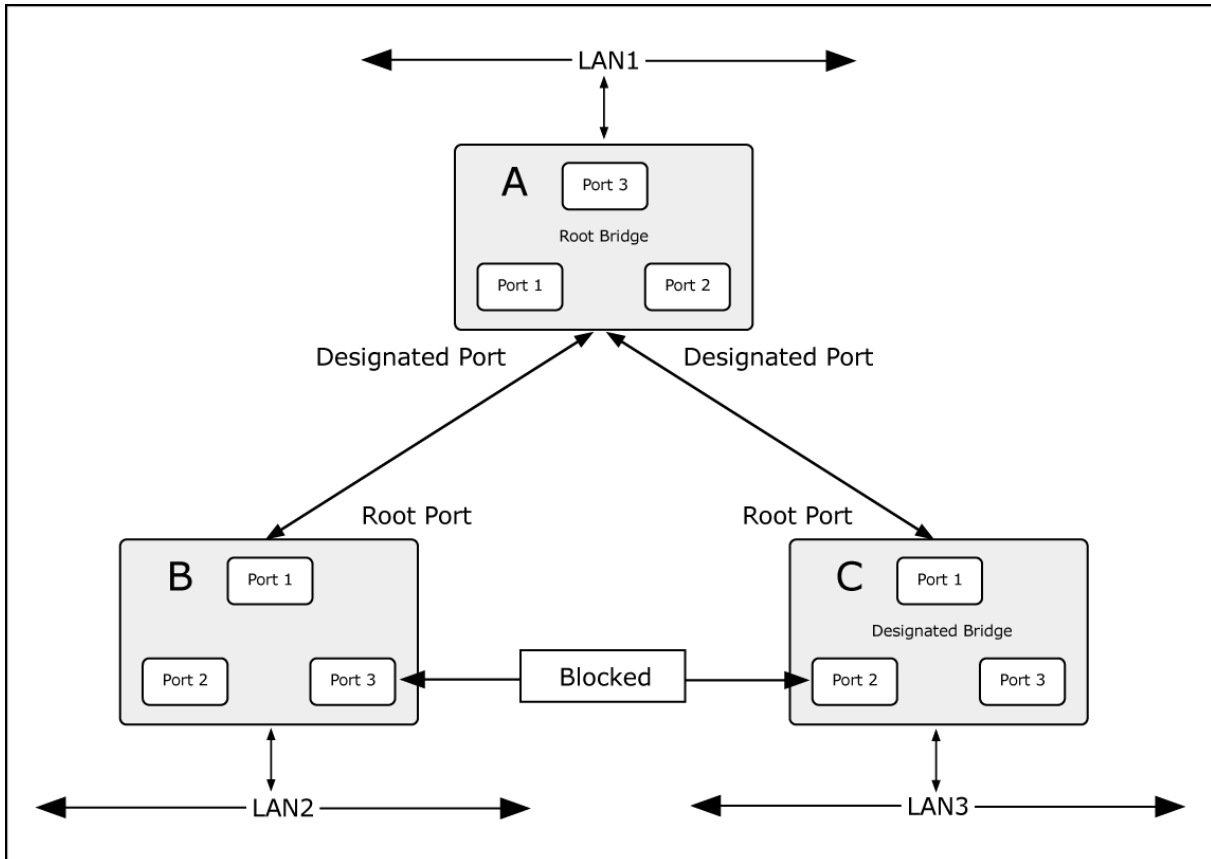 LAN1
A
Port 3
Root Bridge
Port 1
Port 2
Designated Port
Designated Port
Root Port
Root Port
B
Port 1
C
Port 1
Designated Bridge
Port 2
Port 3
Blocked
Port 2
Port 3
LAN2
LAN3